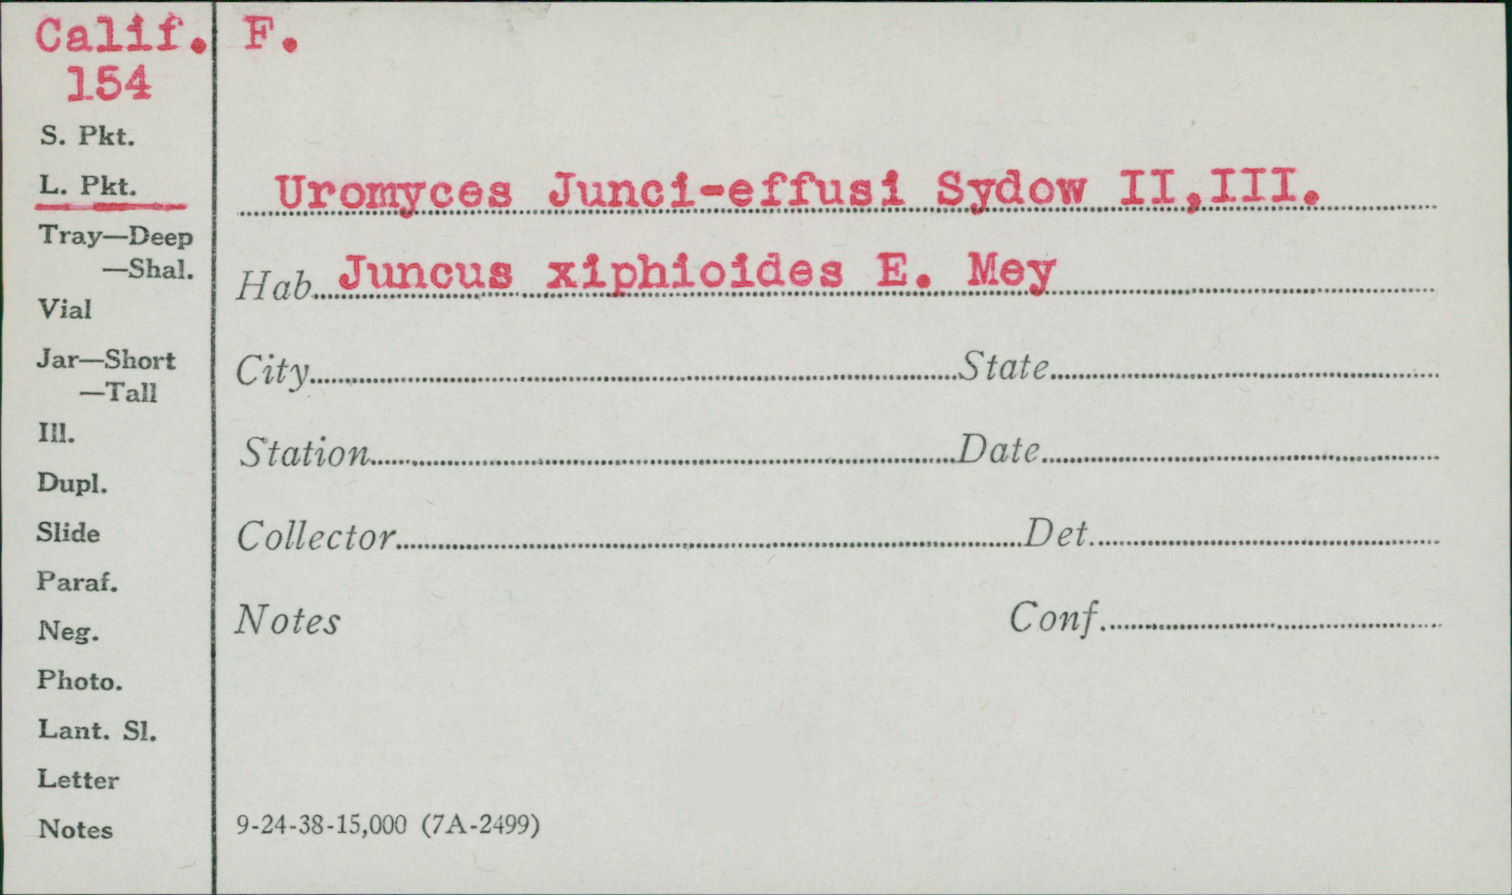 Calif. F.
154
S. Pkt.
L. Pkt.
Uromyces Junci-effusi Sydow II,III.
Tray—Deep
—Shal.
Hab. Juncus xiphioides E. Mey
Vial
Jar—Short
—Tall
City State
Ill.
Station Date
Dupl.
Slide
Collector Det.
Paraf.
Neg.
Notes Conf.
Photo.
Lant. Sl.
Letter
Notes
9-24-38-15,000 (7A-2499)